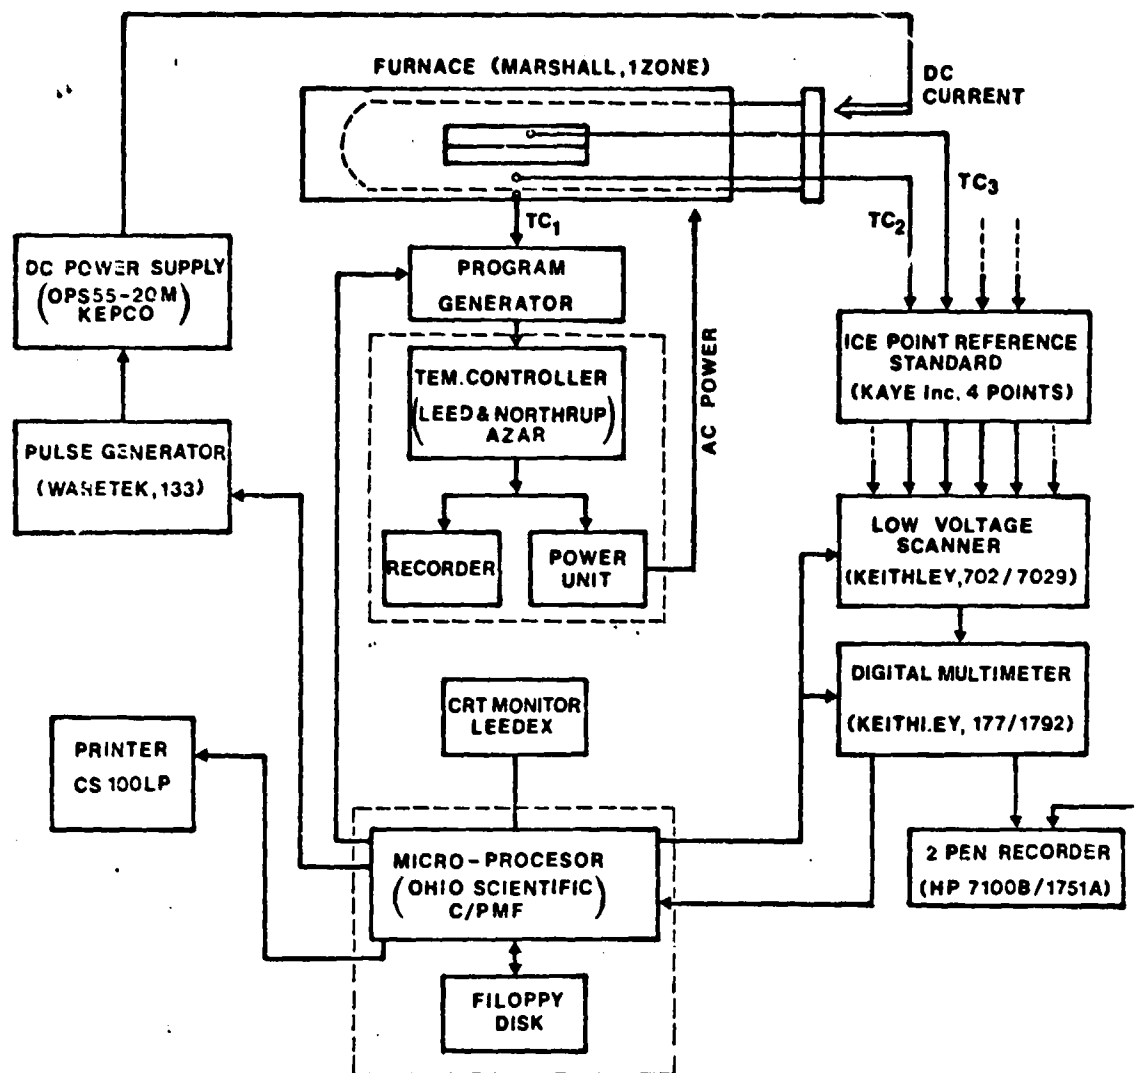 FURNACE (MARSHALL, 1ZONE)
DC
CURRENT
TC3
TC2
TC1
DC POWER SUPPLY
(OPS55-20M)
KEPCO
PROGRAM
GENERATOR
ICE POINT REFERENCE
STANDARD
(KAYE Inc. 4 POINTS)
AC POWER
TEM. CONTROLLER
(LEED & NORTHRUP)
AZAR
PULSE GENERATOR
(WARETEK, 133)
RECORDER
POWER
UNIT
LOW VOLTAGE
SCANNER
(KEITHLEY, 702/7029)
DIGITAL MULTIMETER
(KEITHLEY, 177/1792)
CRT MONITOR
LEEDEX
PRINTER
CS 100LP
MICRO-PROCESOR
(OHIO SCIENTIFIC)
C/PMF
2 PEN RECORDER
(HP 7100B/1751A)
FILOPPY
DISK